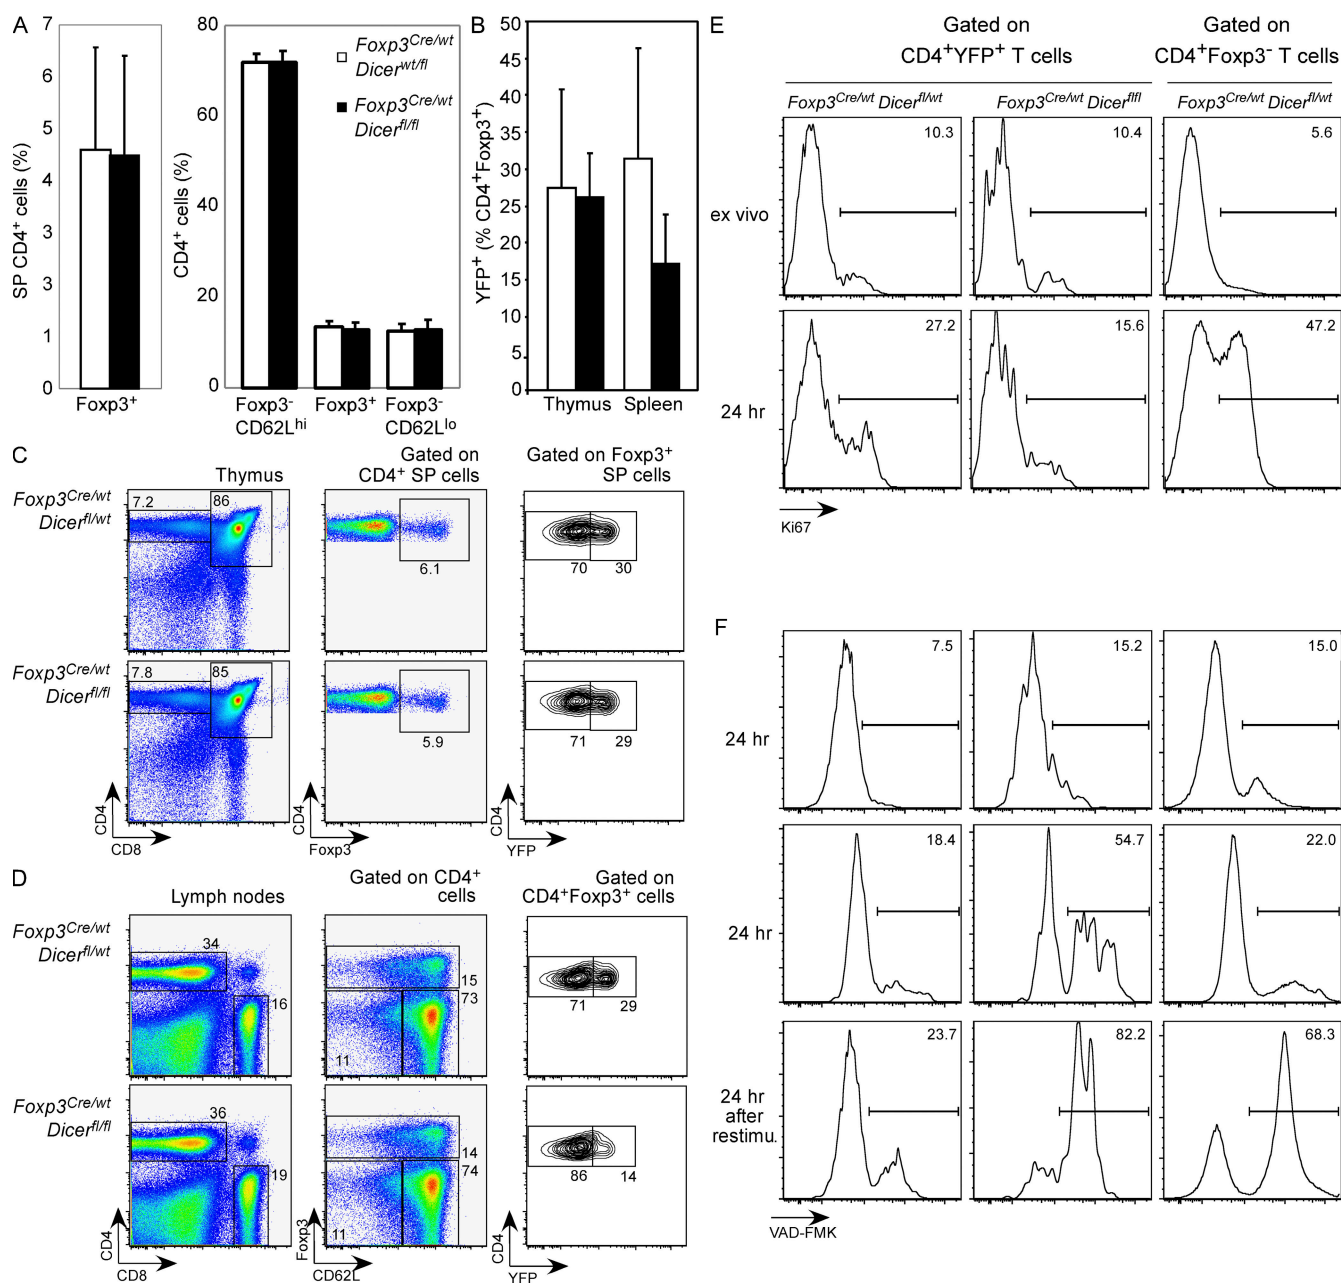 A
7
6
5
4
3
3
2
1
0
SP CD4+ cells (%)
Foxp3+
80
60
40
20
0
CD4+ cells (%)
Foxp3Cre/wt
Dicerwt/fl
Foxp3Cre/wt
Dicerfl/fl
Foxp3-
CD62Lhi
Foxp3+
Foxp3-
CD62Llo
B
50
45
40
35
30
25
20
15
10
5
0
YFP+ (% CD4+Foxp3+)
Thymus
Spleen
C
Thymus
Gated on
CD4+ SP cells
Gated on Foxp3+
SP cells
Foxp3Cre/wt
Dicerfl/wt
7.2
86
6.1
70
30
Foxp3Cre/wt
Dicerfl/fl
7.8
85
5.9
71
29
CD4
CD8
CD4
Foxp3
CD4
YFP
D
Lymph nodes
Gated on CD4+
cells
Gated on
CD4+Foxp3+ cells
Foxp3Cre/wt
Dicerfl/wt
34
16
15
73
11
71
29
Foxp3Cre/wt
Dicerfl/fl
36
19
14
74
11
86
14
CD4
CD8
Foxp3
CD62L
CD4
YFP
E
Gated on
CD4+YFP+ T cells
Gated on
CD4+Foxp3- T cells
Foxp3Cre/wt Dicerfl/wt
Foxp3Cre/wt Dicerflfl
Foxp3Cre/wt Dicerfl/wt
ex vivo
10.3
10.4
5.6
24 hr
27.2
15.6
47.2
Ki67
F
24 hr
7.5
15.2
15.0
24 hr
18.4
54.7
22.0
24 hr
after
restimu.
23.7
82.2
68.3
VAD-FMK